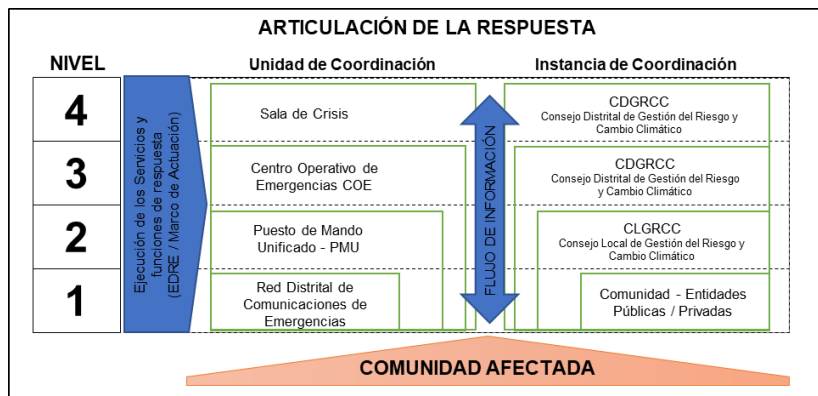 ARTICULACIÓN DE LA RESPUESTA
NIVEL
Unidad de Coordinación
Instancia de Coordinación
4
Ejecución de los Servicios y
funciones de respuesta
(EDRE / Marco de Actuación)
Sala de Crisis
FLUJO DE INFORMACIÓN
CDGRCC
Consejo Distrital de Gestión del Riesgo y
Cambio Climático
3
Centro Operativo de
Emergencias COE
CDGRCC
Consejo Distrital de Gestión del Riesgo
y Cambio Climático
2
Puesto de Mando
Unificado - PMU
CLGRCC
Consejo Local de Gestión del Riesgo y
Cambio Climático
1
Red Distrital de
Comunicaciones de
Emergencias
Comunidad - Entidades
Públicas / Privadas
COMUNIDAD AFECTADA